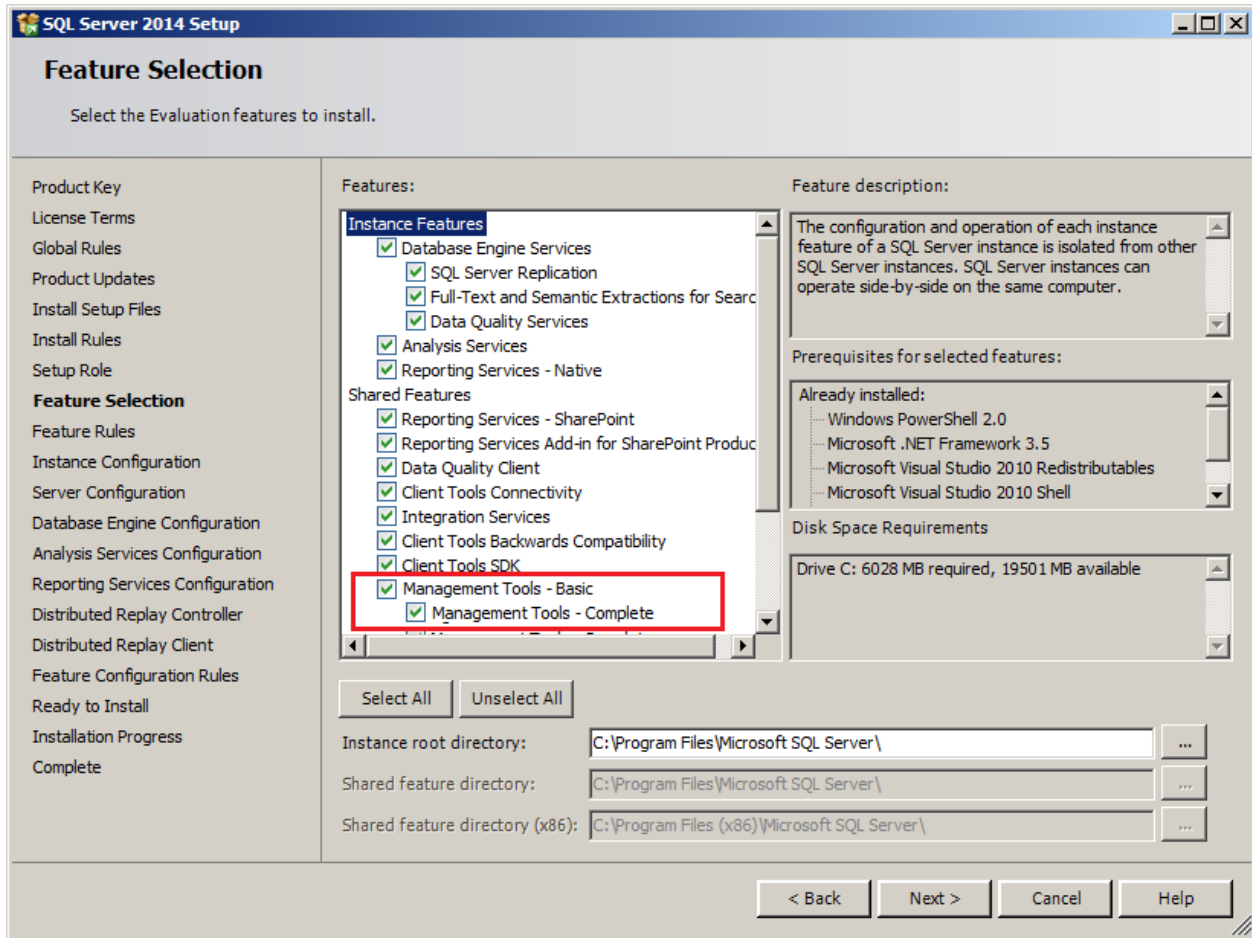 SQL Server 2014 Setup
Feature Selection
Select the Evaluation features to install.
Product Key
License Terms
Global Rules
Product Updates
Install Setup Files
Install Rules
Setup Role
Feature Selection
Feature Rules
Instance Configuration
Server Configuration
Database Engine Configuration
Analysis Services Configuration
Reporting Services Configuration
Distributed Replay Controller
Distributed Replay Client
Feature Configuration Rules
Ready to Install
Installation Progress
Complete
Features:
Instance Features
Database Engine Services
SQL Server Replication
Full-Text and Semantic Extractions for Searc
Data Quality Services
Analysis Services
Reporting Services - Native
Shared Features
Reporting Services - SharePoint
Reporting Services Add-in for SharePoint Produc
Data Quality Client
Client Tools Connectivity
Integration Services
Client Tools Backwards Compatibility
Client Tools SDK
Management Tools - Basic
Management Tools - Complete
Feature description:
The configuration and operation of each instance
feature of a SQL Server instance is isolated from other
SQL Server instances. SQL Server instances can
operate side-by-side on the same computer.
Prerequisites for selected features:
Already installed:
Windows PowerShell 2.0
Microsoft .NET Framework 3.5
Microsoft Visual Studio 2010 Redistributables
Microsoft Visual Studio 2010 Shell
Disk Space Requirements
Drive C: 6028 MB required, 19501 MB available
Select All
Unselect All
Instance root directory:
C:\Program Files\Microsoft SQL Server\
...
Shared feature directory:
C:\Program Files\Microsoft SQL Server\
...
Shared feature directory (x86):
C:\Program Files (x86)\Microsoft SQL Server\
...
< Back
Next >
Cancel
Help